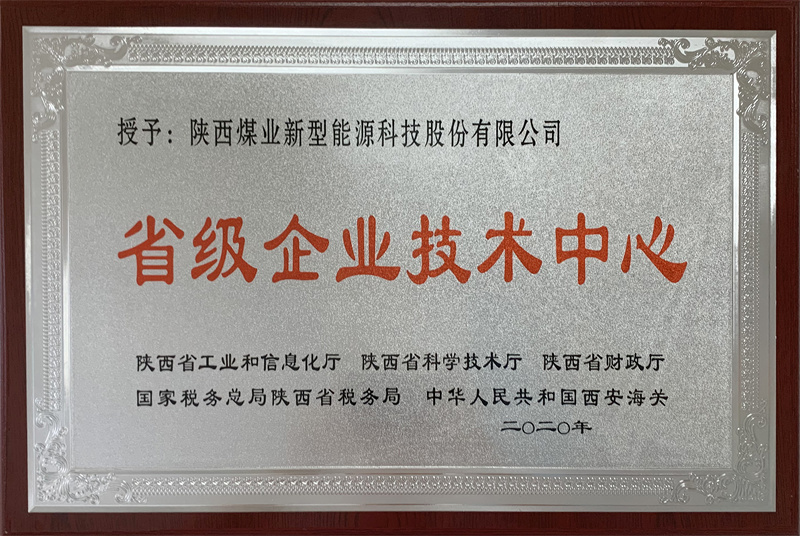 授予：陕西煤业新型能源科技股份有限公司
省级企业技术中心
陕西省工业和信息化厅 陕西省科学技术厅 陕西省财政厅
国家税务总局陕西省税务局 中华人民共和国西安海关
二〇二〇年